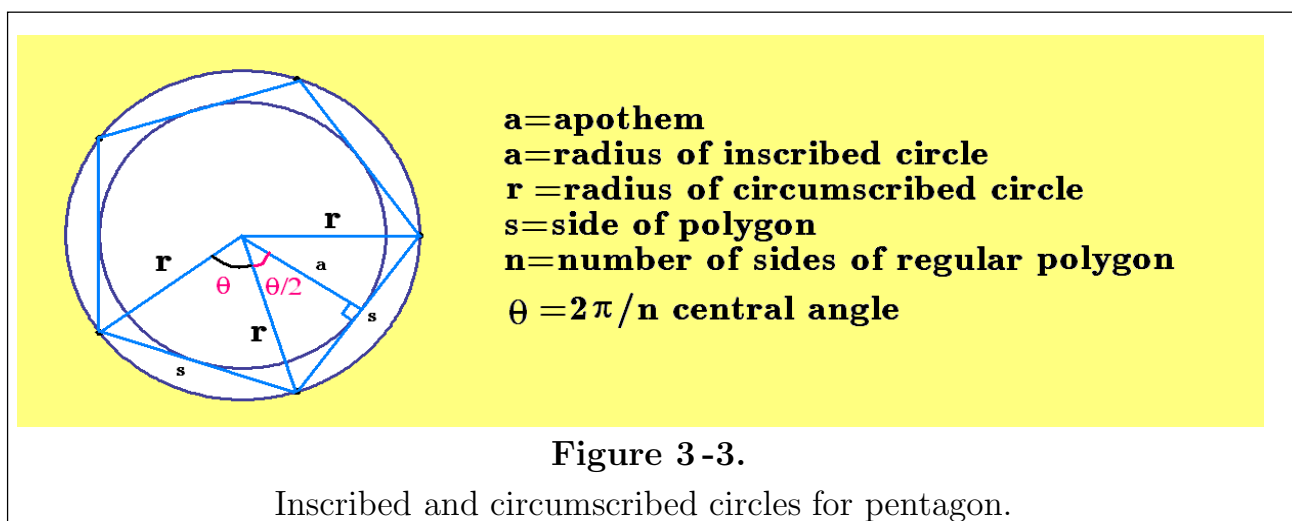 r
r
θ
θ/2
a
r
s
s
a=apothem
a=radius of inscribed circle
r =radius of circumscribed circle
s=side of polygon
n=number of sides of regular polygon
θ =2π/n central angle
Figure 3-3.
Inscribed and circumscribed circles for pentagon.